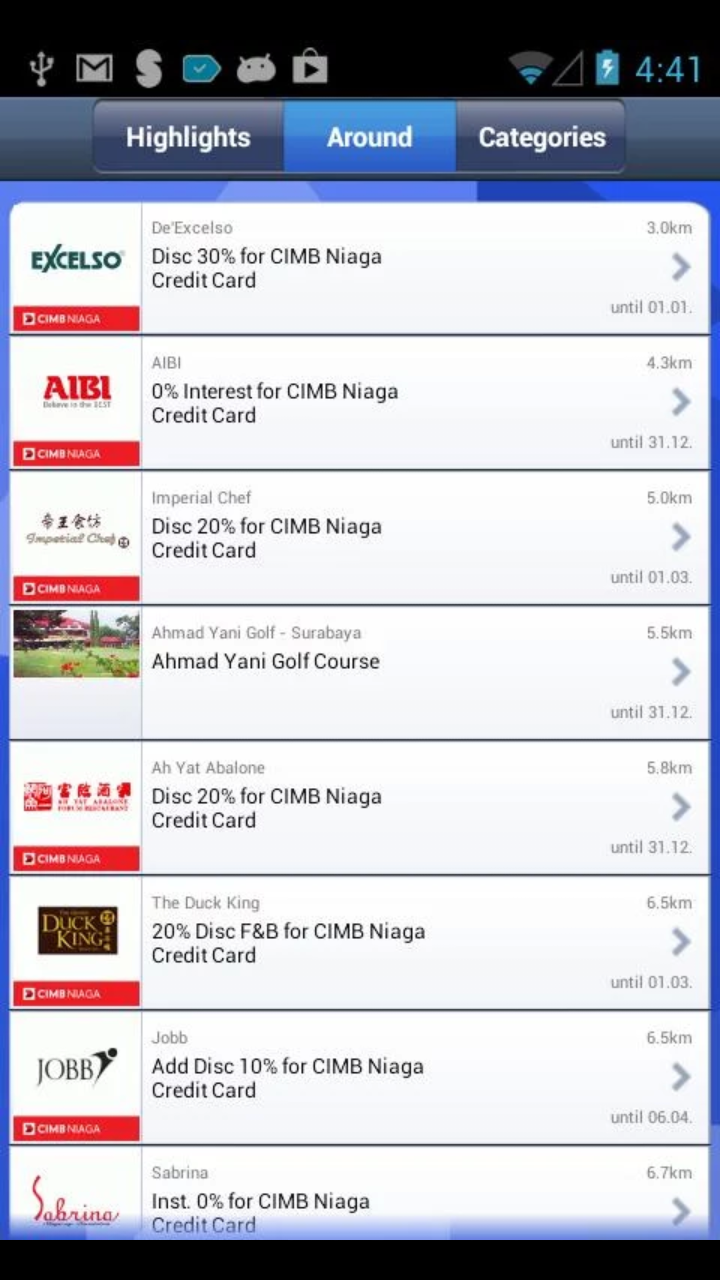 4:41
Highlights
Around
Categories
EXCELSO
CIMB NIAGA
De'Excelso
3.0km
Disc 30% for CIMB Niaga
Credit Card
until 01.01.
AIBI
Believe in the BEST
CIMB NIAGA
AIBI
4.3km
0% Interest for CIMB Niaga
Credit Card
until 31.12.
帝王食坊
Imperial Chef
CIMB NIAGA
Imperial Chef
5.0km
Disc 20% for CIMB Niaga
Credit Card
until 01.03.
Ahmad Yani Golf - Surabaya
5.5km
Ahmad Yani Golf Course
until 31.12.
AH YAT ABALONE
FORUM RESTAURANT
CIMB NIAGA
Ah Yat Abalone
5.8km
Disc 20% for CIMB Niaga
Credit Card
until 31.12.
DUCK
KING
CIMB NIAGA
The Duck King
6.5km
20% Disc F&B for CIMB Niaga
Credit Card
until 01.03.
JOBB
CIMB NIAGA
Jobb
6.5km
Add Disc 10% for CIMB Niaga
Credit Card
until 06.04.
Sabrina
Sabrina
6.7km
Inst. 0% for CIMB Niaga
Credit Card